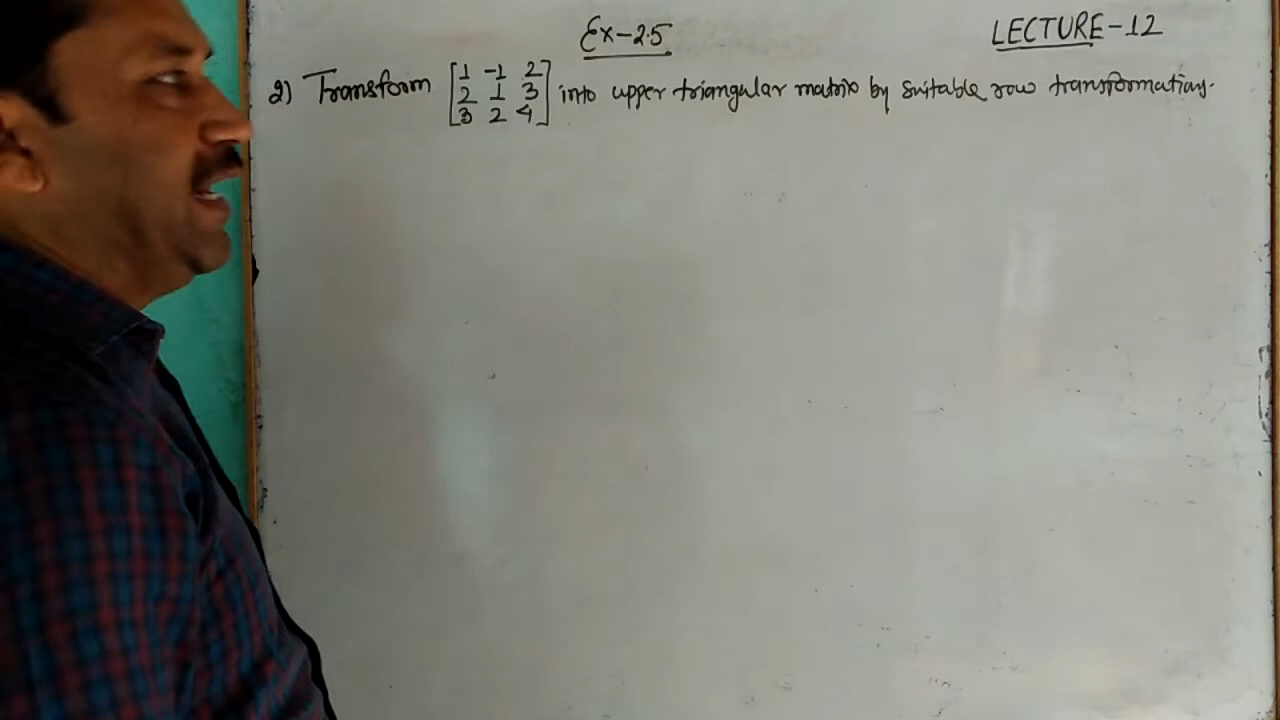 Ex-2.5
LECTURE-12
2) Transform [1 -1 2
2 1 3
3 2 4] into upper triangular matrix by suitable row transformations.